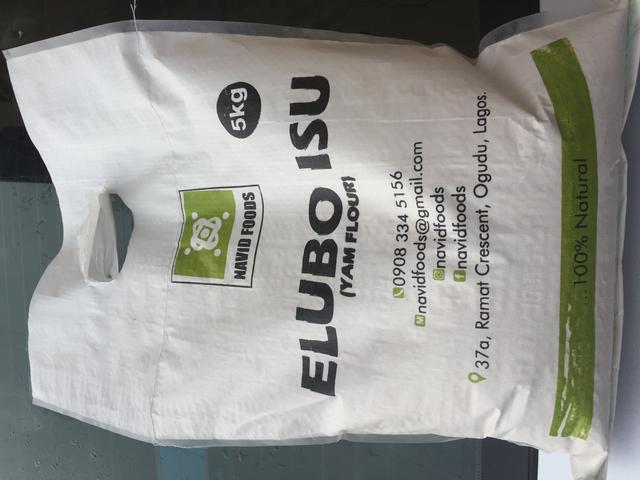 5kg
NAVID FOODS
ELUBO ISU
(YAM FLOUR)
0908 334 5156
navidfoods@gmail.com
navidfoods
navidfoods
37a, Ramat Crescent, Ogudu, Lagos.
...100% Natural